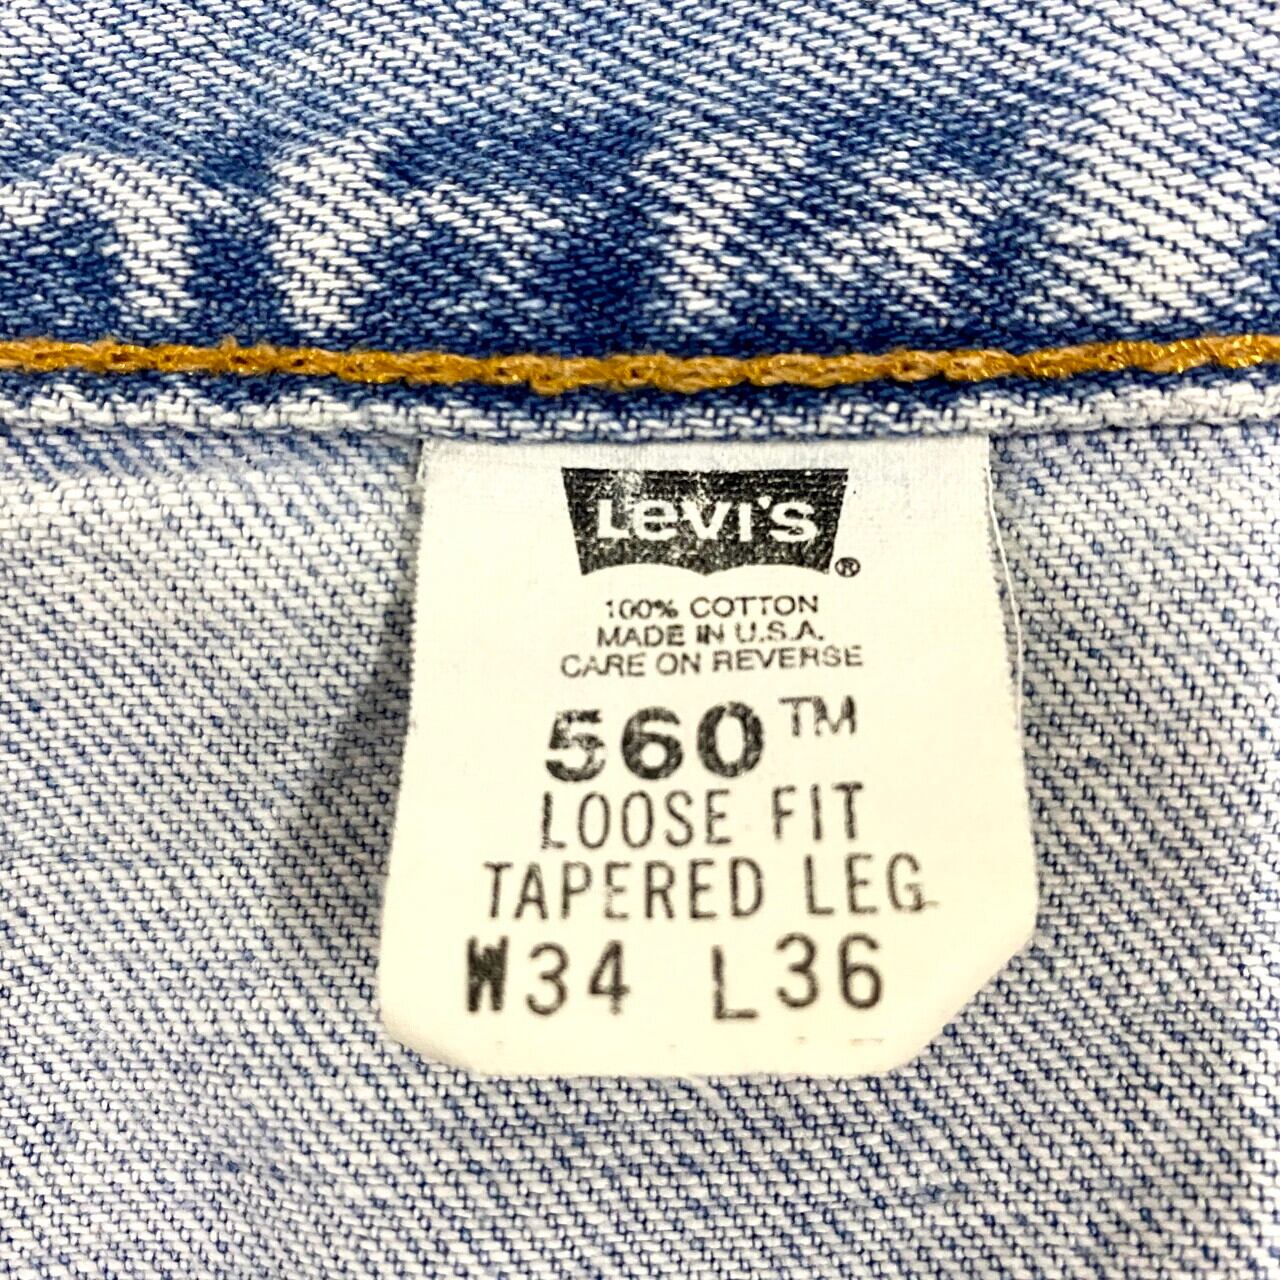 Levi's ®
100% COTTON
MADE IN U.S.A.
CARE ON REVERSE
560™
LOOSE FIT
TAPERED LEG
W34 L36